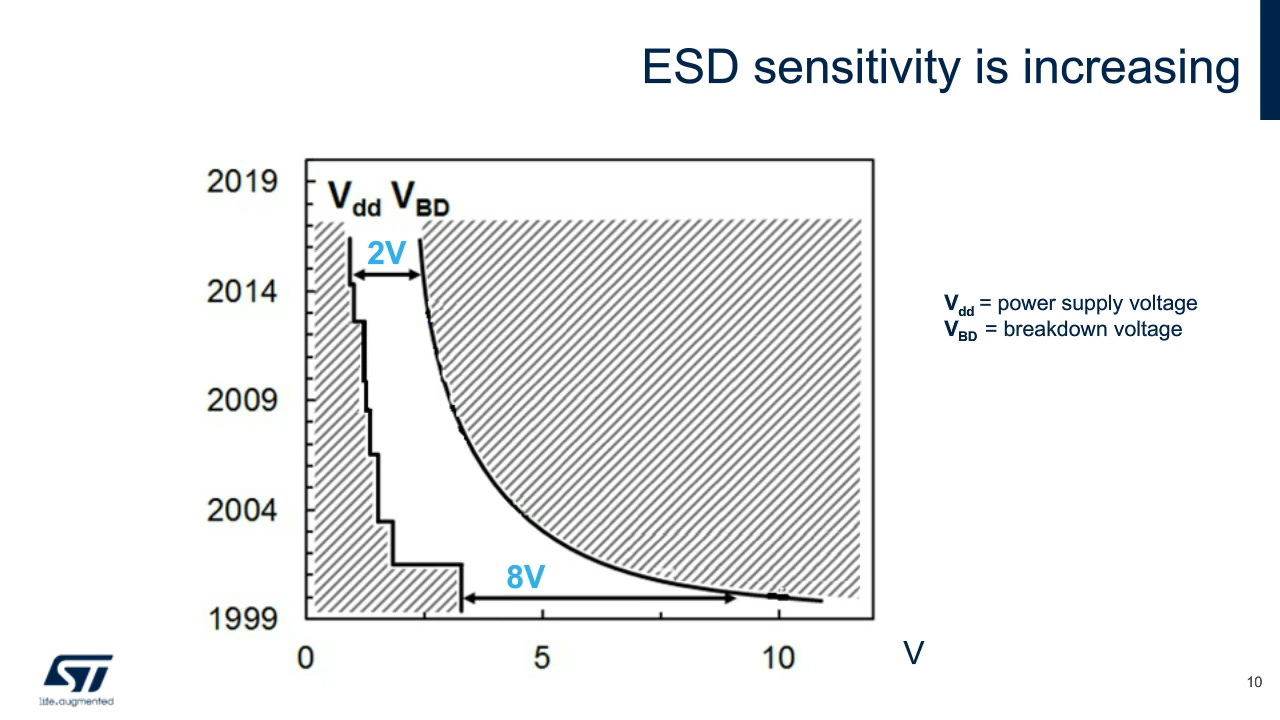 ESD sensitivity is increasing
2019
Vdd VBD
2V
2014
Vdd = power supply voltage
VBD = breakdown voltage
2009
2004
8V
1999
0 5 10 V
ST
life.augmented
10